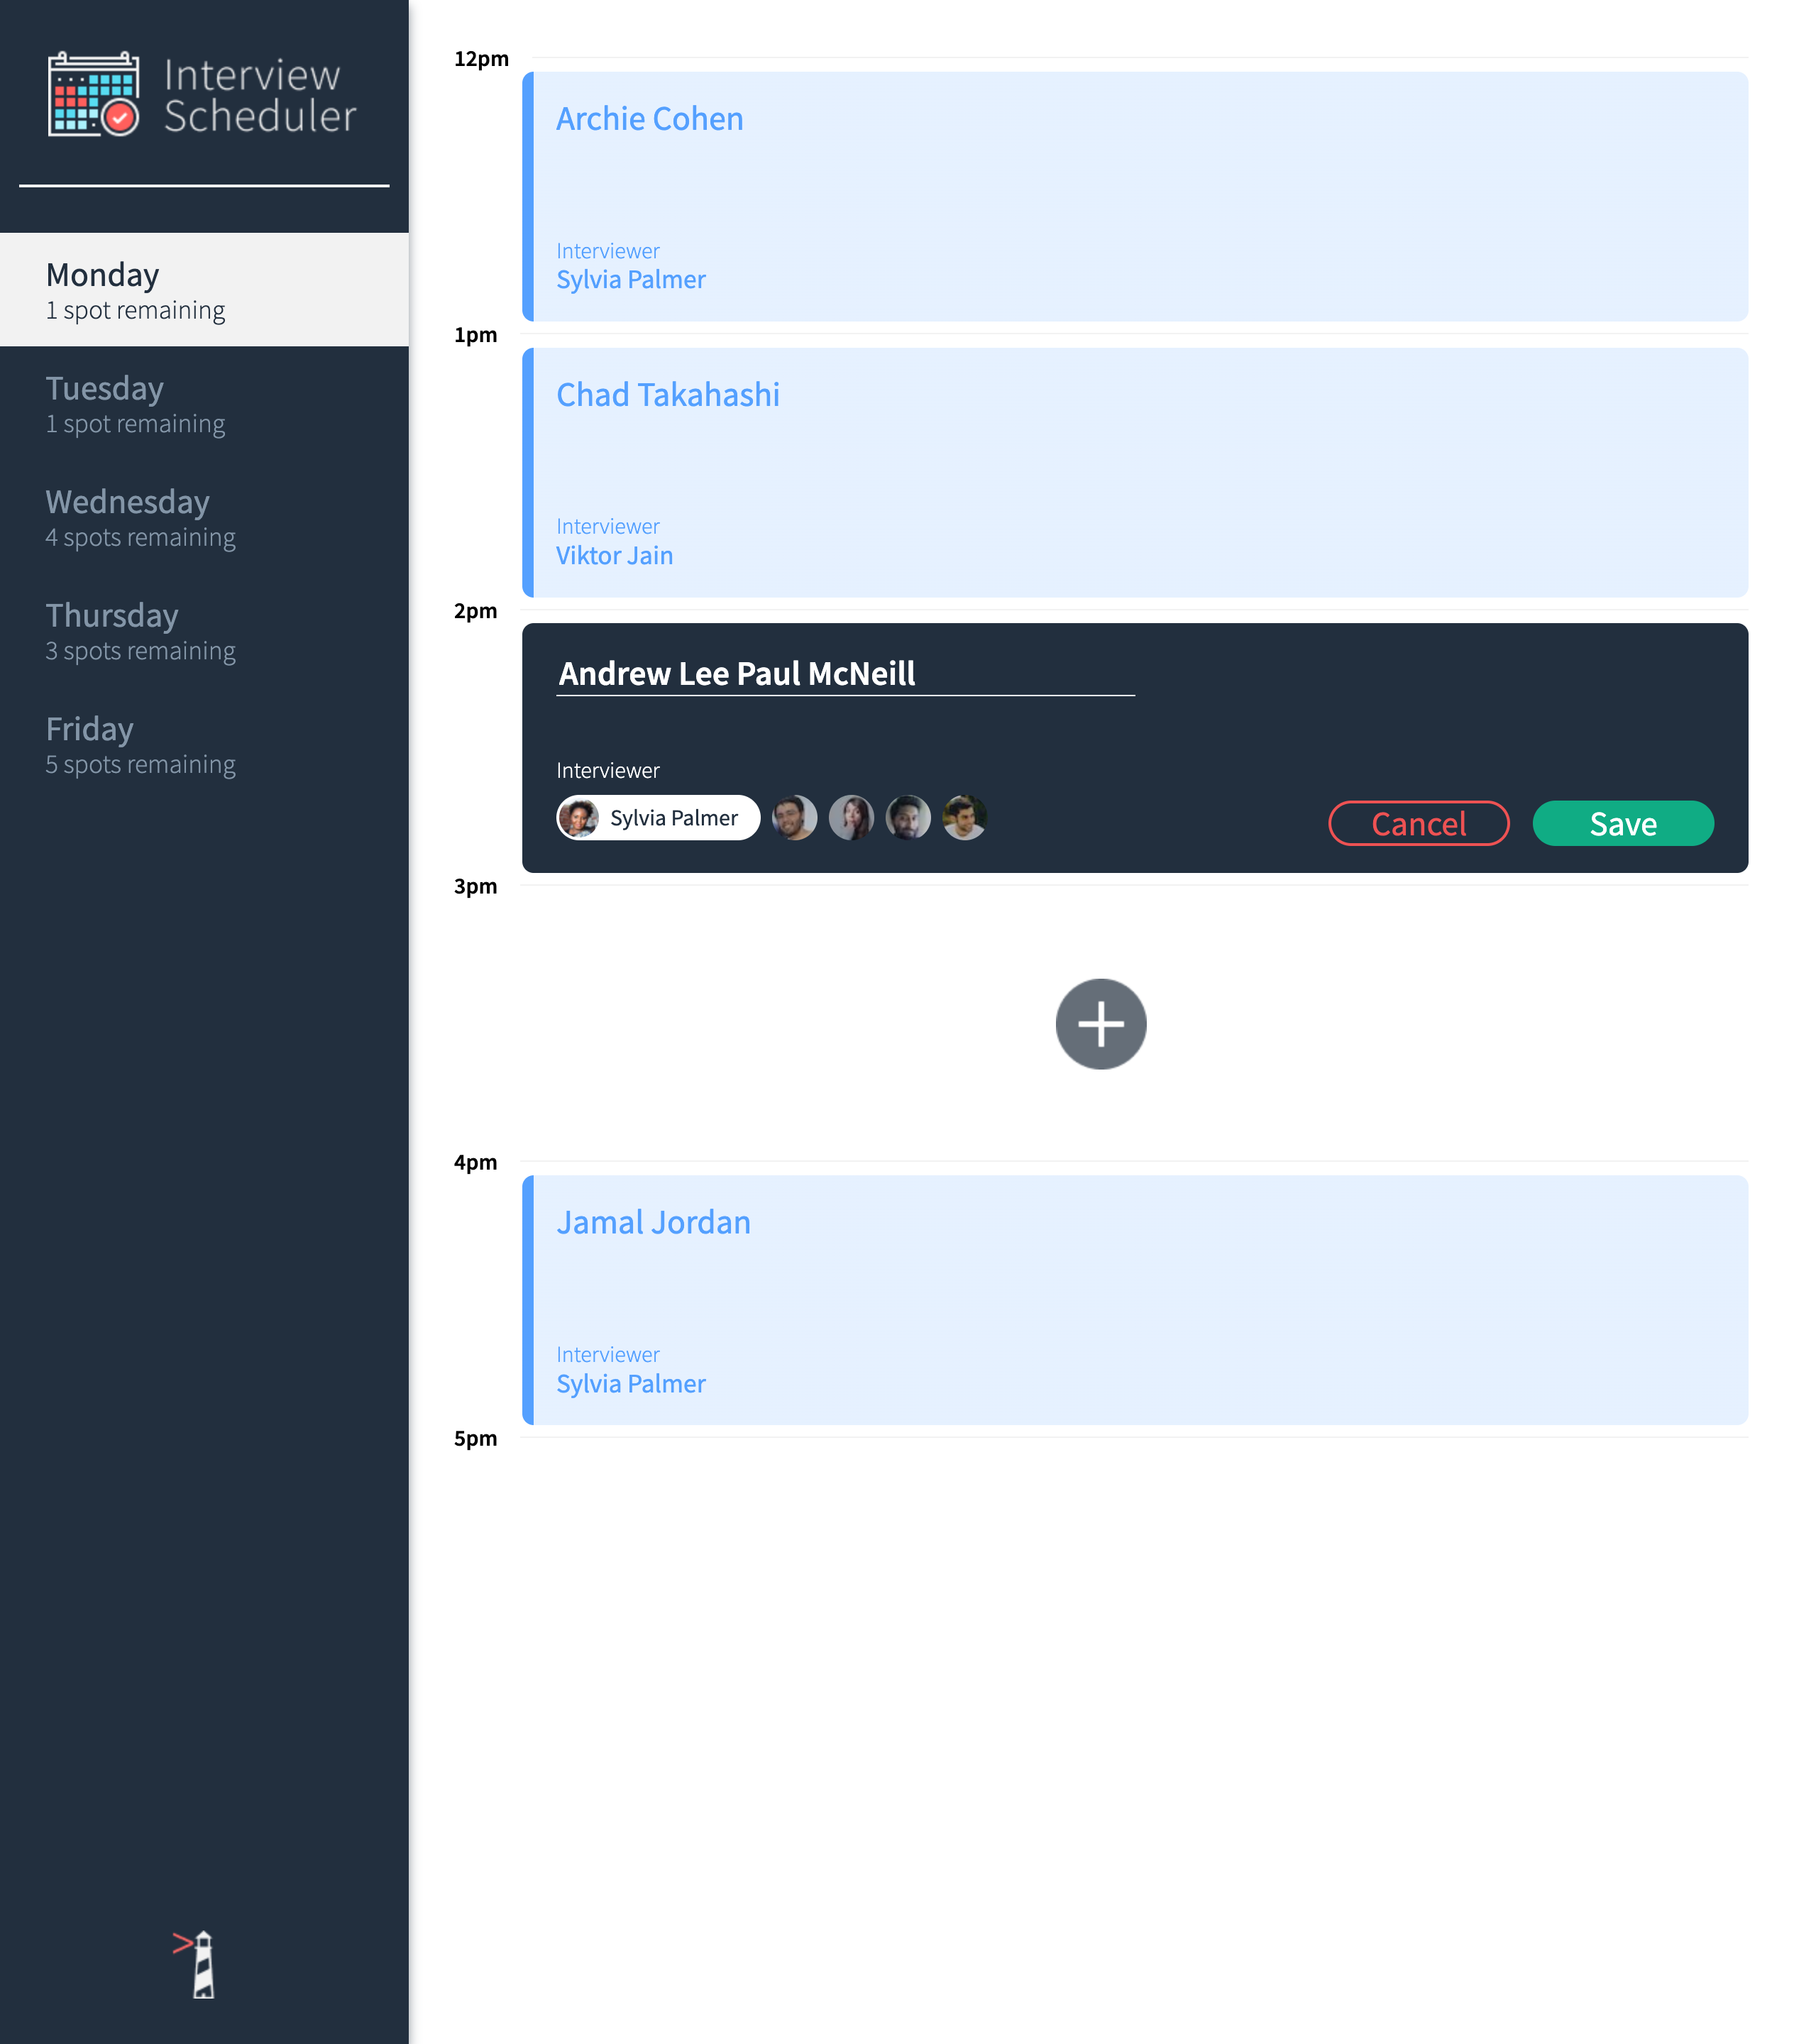 Interview
Scheduler
Monday
1 spot remaining
Tuesday
1 spot remaining
Wednesday
4 spots remaining
Thursday
3 spots remaining
Friday
5 spots remaining
12pm
Archie Cohen
Interviewer
Sylvia Palmer
1pm
Chad Takahashi
Interviewer
Viktor Jain
2pm
Andrew Lee Paul McNeill
Interviewer
Sylvia Palmer
Cancel
Save
3pm
4pm
Jamal Jordan
Interviewer
Sylvia Palmer
5pm